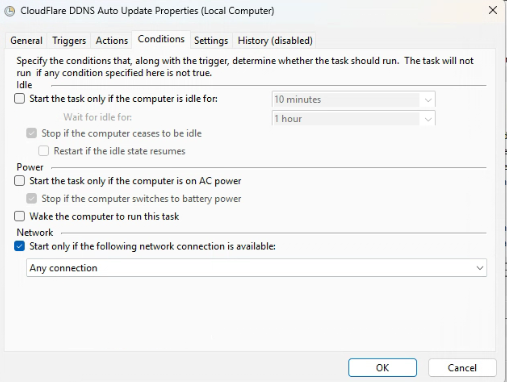 CloudFlare DDNS Auto Update Properties (Local Computer)
General Triggers Actions Conditions Settings History (disabled)
Specify the conditions that, along with the trigger, determine whether the task should run. The task will not
run if any condition specified here is not true.
Idle
Start the task only if the computer is idle for: 10 minutes
Wait for idle for: 1 hour
Stop if the computer ceases to be idle
Restart if the idle state resumes
Power
Start the task only if the computer is on AC power
Stop if the computer switches to battery power
Wake the computer to run this task
Network
Start only if the following network connection is available:
Any connection
OK Cancel